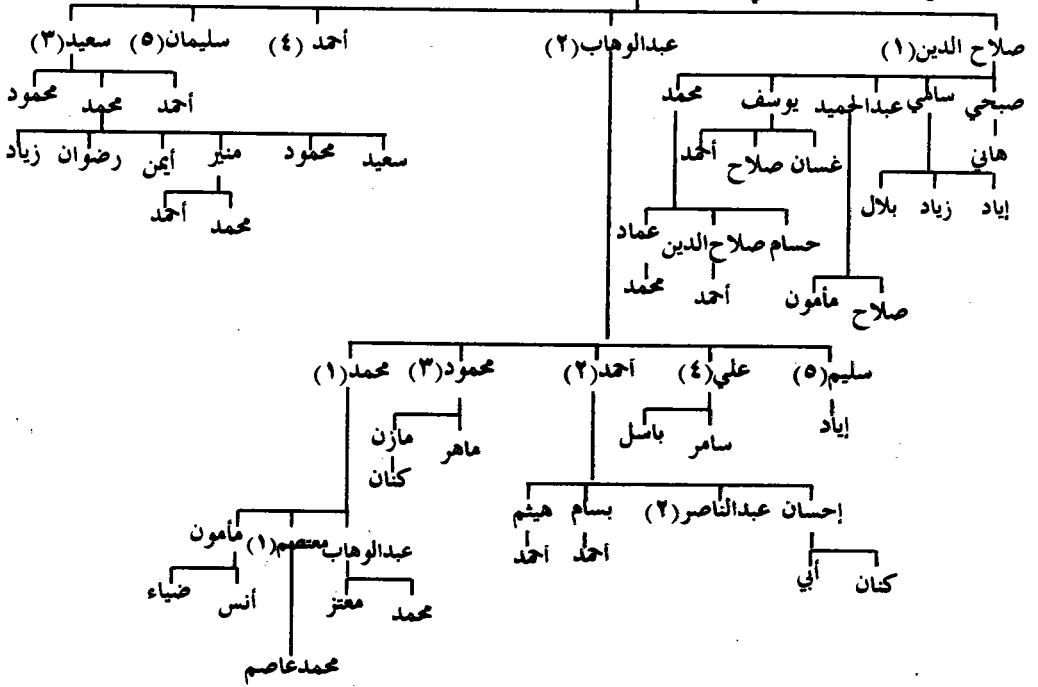 صلاح الدين(١) عبدالوهاب(٢) أحمد (٤) سليمان(٥) سعيد(٣)
صبحي سامي عبدالحميد يوسف محمد أحمد محمد محمود
هاني غسان صلاح أحمد سعيد محمود منير أيمن رضوان زياد
إياد زياد بلال أحمد محمد
حسام صلاح الدين عماد
صلاح مأمون أحمد محمد
سليم(٥) علي(٤) أحمد(٢) محمود(٣) محمد(١)
إياد سامر باسل ماهر مازن
كنان
إحسان عبدالناصر(٢) بسام هيثم
عبدالوهاب معتصم(١) مأمون
كنان أبي أحمد أحمد
محمد معتز أنس ضياء
محمدعاصم